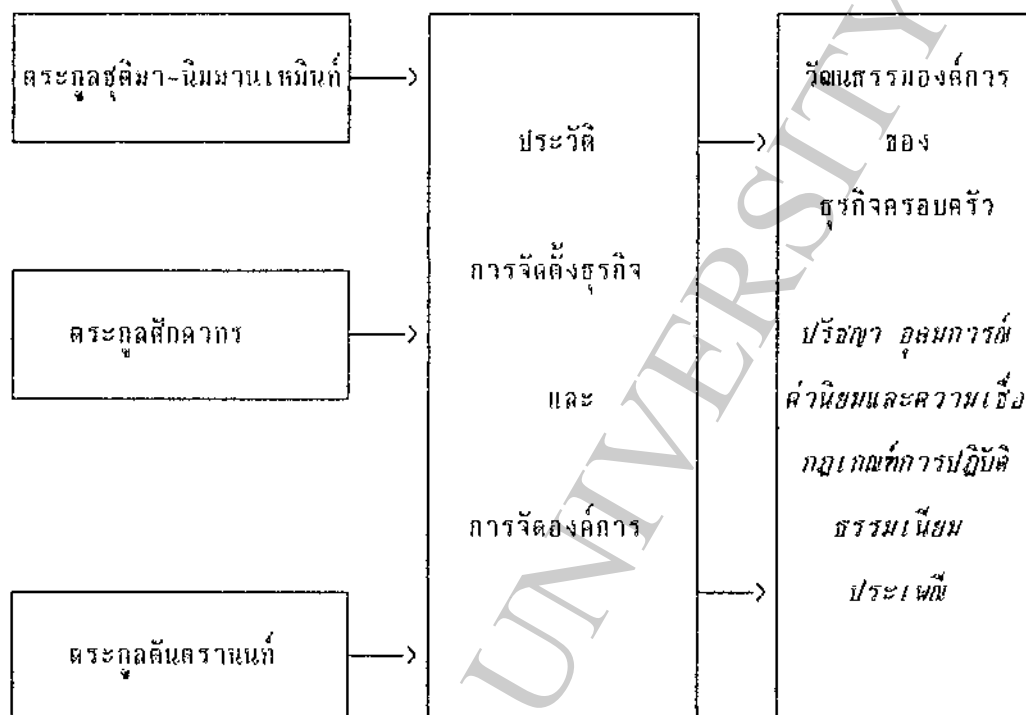 ตระกูลชุติมา-นิมมานเหมินท์
ตระกูลศักดาทร
ตระกูลตันตรานนท์
ประวัติ
การจัดตั้งธุรกิจ
และ
การจัดองค์การ
วัฒนธรรมองค์การ
ของ
ธุรกิจครอบครัว
ปรัชญา อุดมการณ์
ค่านิยมและความเชื่อ
กฎเกณฑ์การปฏิบัติ
ธรรมเนียม
ประเพณี
UNIVERSITY